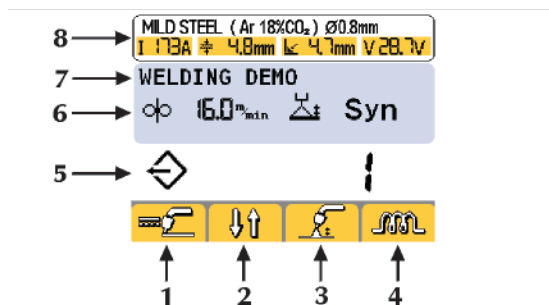 8
MILD STEEL ( Ar 18%CO₂ ) Ø0.8mm
I 173A 4.8mm 4.7mm V 28.7V
7 WELDING DEMO
6 16.0 m/min Syn
5 1
1 2 3 4